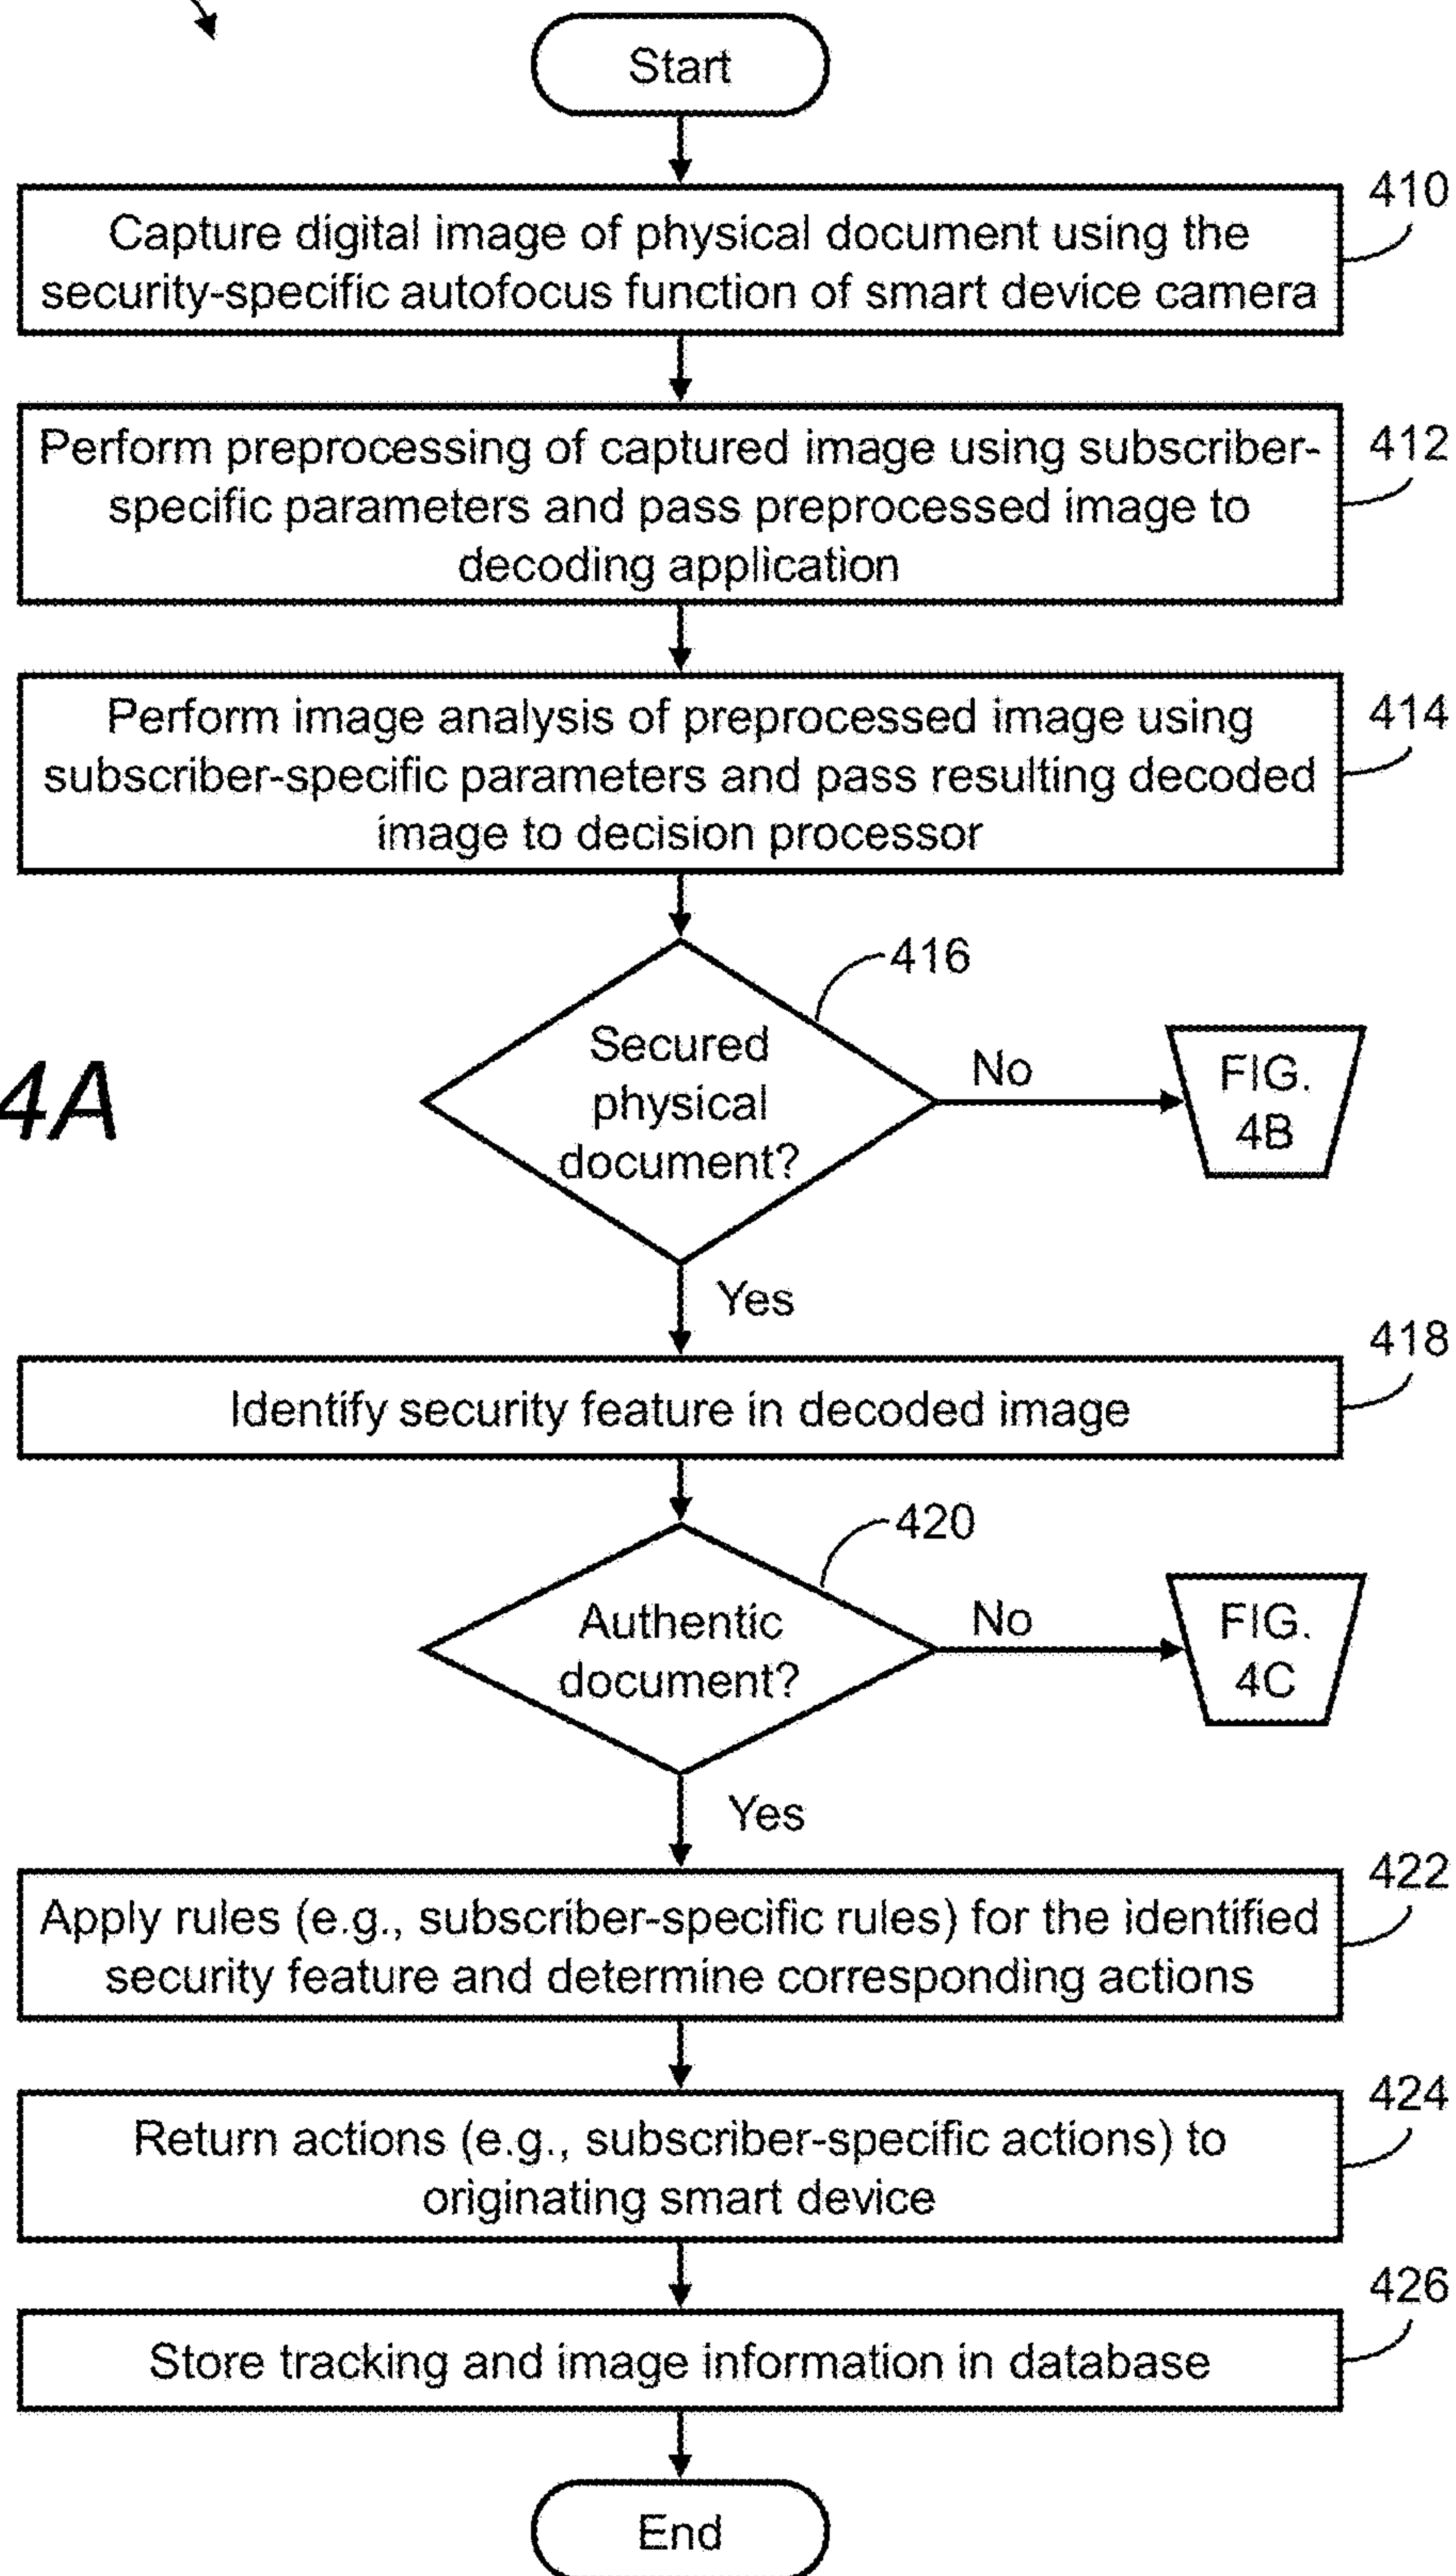 Start
410
Capture digital image of physical document using the
security-specific autofocus function of smart device camera
412
Perform preprocessing of captured image using subscriber-
specific parameters and pass preprocessed image to
decoding application
414
Perform image analysis of preprocessed image using
subscriber-specific parameters and pass resulting decoded
image to decision processor
416
Secured
physical
document?
No
FIG.
4B
4A
Yes
418
Identify security feature in decoded image
420
Authentic
document?
No
FIG.
4C
Yes
422
Apply rules (e.g., subscriber-specific rules) for the identified
security feature and determine corresponding actions
424
Return actions (e.g., subscriber-specific actions) to
originating smart device
426
Store tracking and image information in database
End